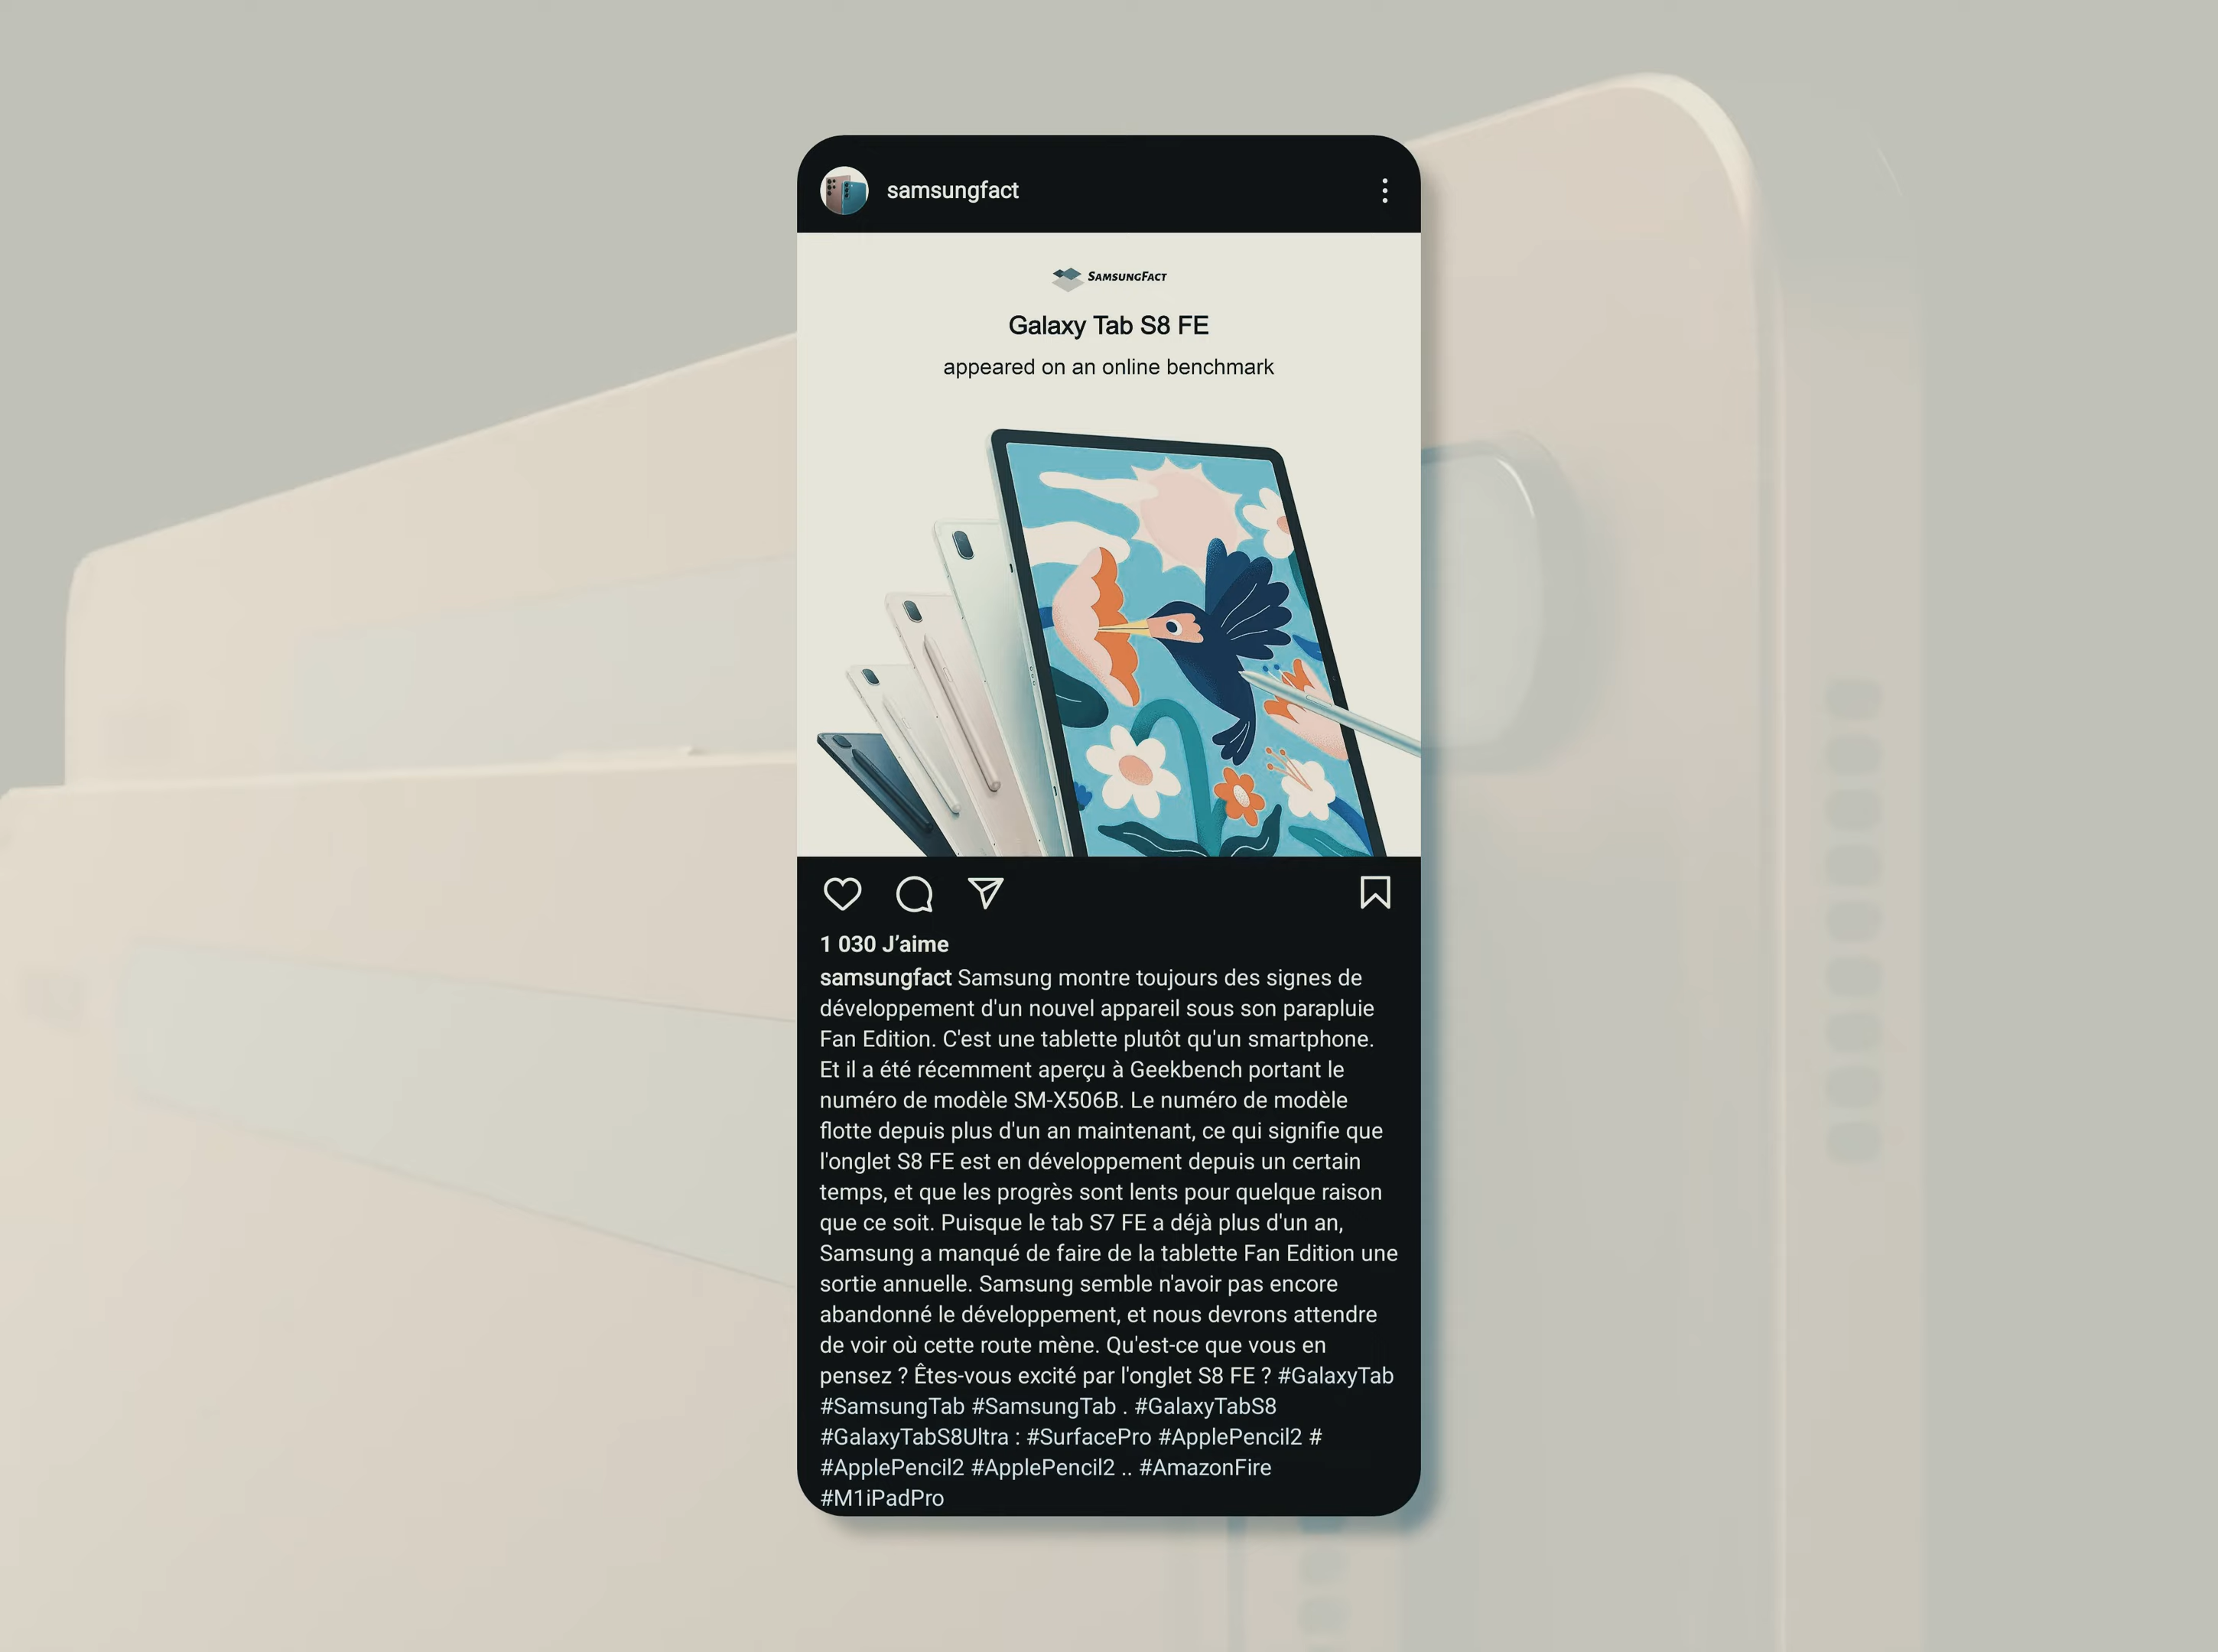 samsungfact
SAMSUNGFACT
Galaxy Tab S8 FE
appeared on an online benchmark
1 030 J’aime
samsungfact Samsung montre toujours des signes de
développement d'un nouvel appareil sous son parapluie
Fan Edition. C'est une tablette plutôt qu'un smartphone.
Et il a été récemment aperçu à Geekbench portant le
numéro de modèle SM-X506B. Le numéro de modèle
flotte depuis plus d'un an maintenant, ce qui signifie que
l'onglet S8 FE est en développement depuis un certain
temps, et que les progrès sont lents pour quelque raison
que ce soit. Puisque le tab S7 FE a déjà plus d'un an,
Samsung a manqué de faire de la tablette Fan Edition une
sortie annuelle. Samsung semble n'avoir pas encore
abandonné le développement, et nous devrons attendre
de voir où cette route mène. Qu'est-ce que vous en
pensez ? Êtes-vous excité par l'onglet S8 FE ? #GalaxyTab
#SamsungTab #SamsungTab . #GalaxyTabS8
#GalaxyTabS8Ultra : #SurfacePro #ApplePencil2 #
#ApplePencil2 #ApplePencil2 .. #AmazonFire
#M1iPadPro